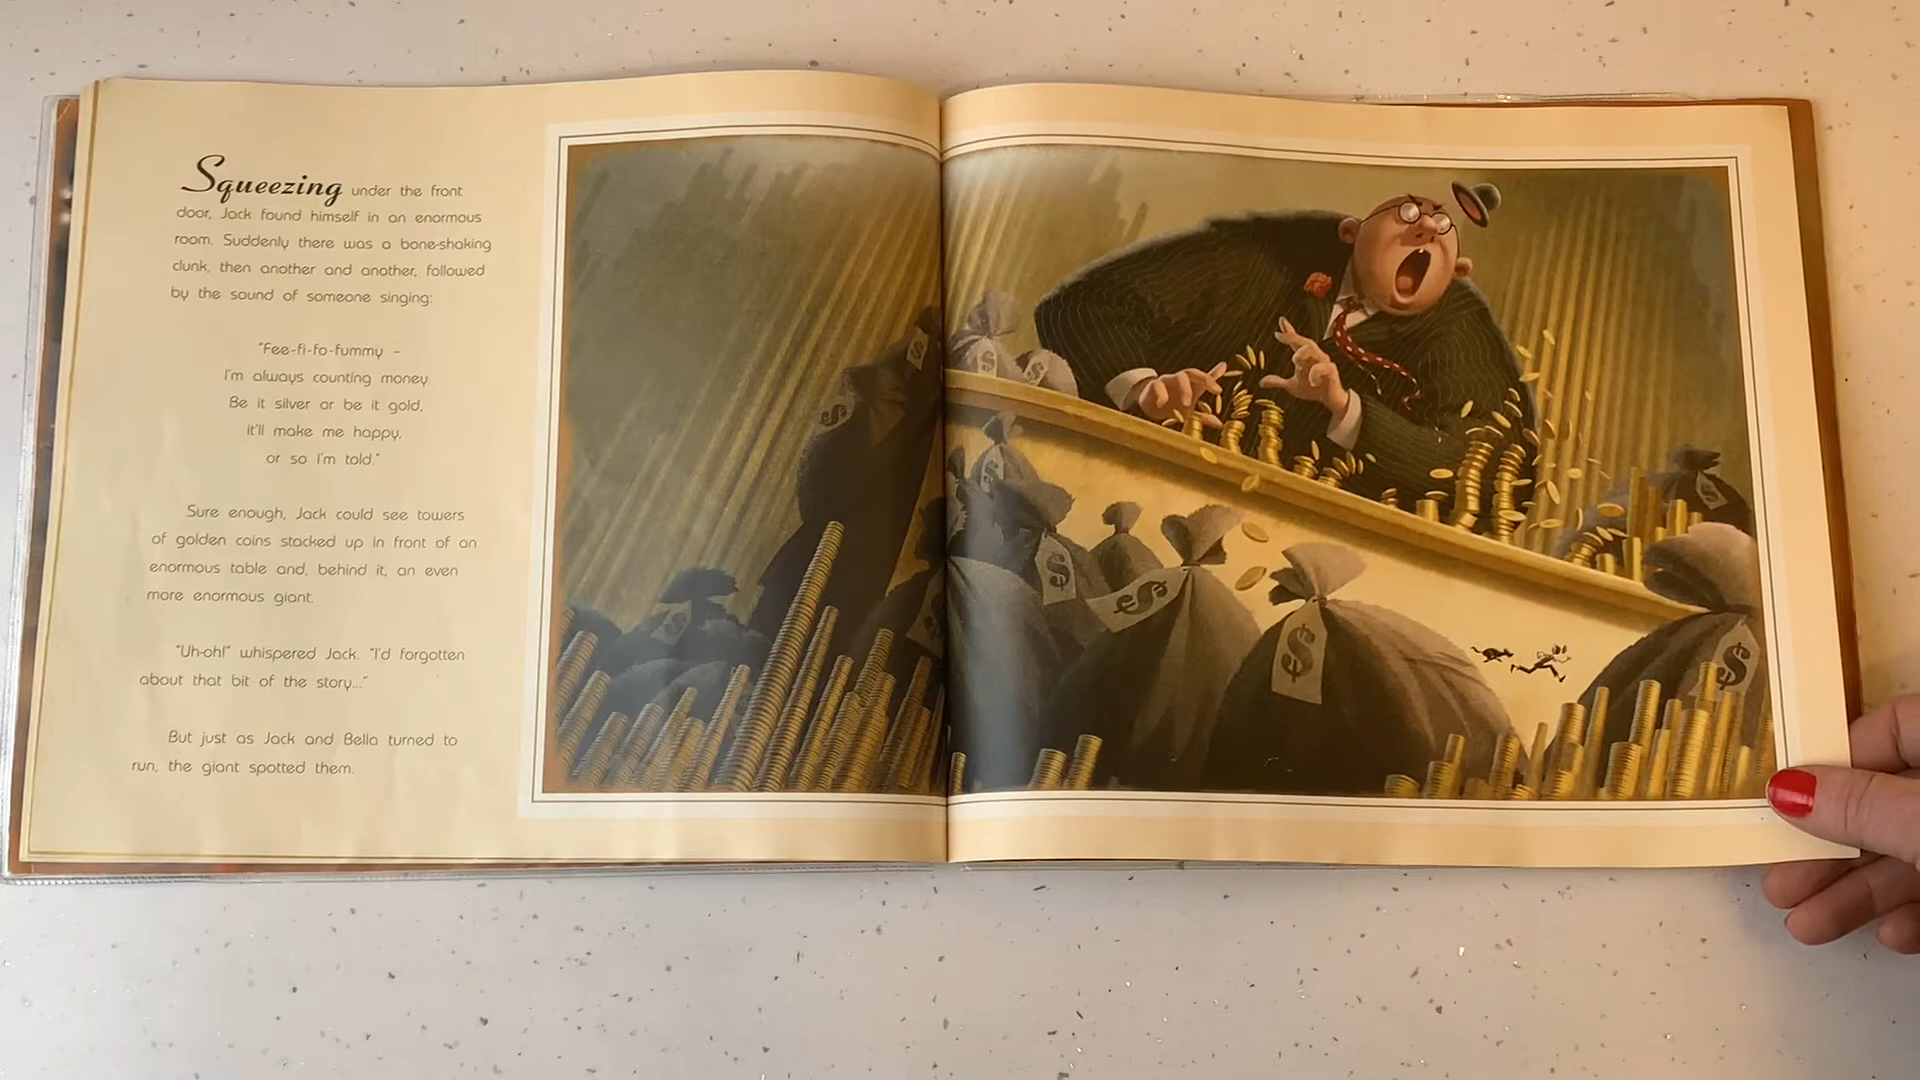 Squeezing under the front
door, Jack found himself in an enormous
room. Suddenly there was a bone-shaking
clunk, then another and another, followed
by the sound of someone singing:
"Fee-fi-fo-fummy –
I'm always counting money.
Be it silver or be it gold,
it'll make me happy,
or so I'm told."
Sure enough, Jack could see towers
of golden coins stacked up in front of an
enormous table and, behind it, an even
more enormous giant.
"Uh-oh!" whispered Jack. "I'd forgotten
about that bit of the story..."
But just as Jack and Bella turned to
run, the giant spotted them.
$
$
$
$
$
$
$
$
$
$
$
$